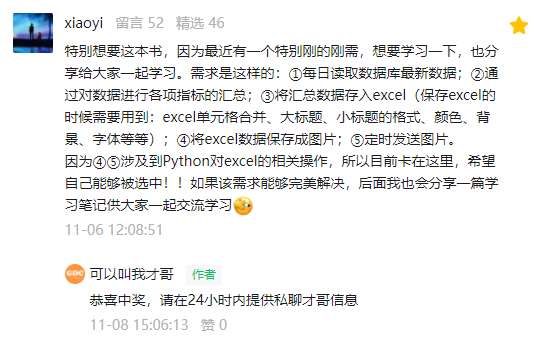 xiaoyi 留言 52 精选 46
特别想要这本书，因为最近有一个特别刚的刚需，想要学习一下，也分
享给大家一起学习。需求是这样的：①每日读取数据库最新数据；②通
过对数据进行各项指标的汇总；③将汇总数据存入excel（保存excel的
时候需要用到：excel单元格合并、大标题、小标题的格式、颜色、背
景、字体等等）；④将excel数据保存成图片；⑤定时发送图片。
因为④⑤涉及到Python对excel的相关操作，所以目前卡在这里，希望
自己能够被选中！！如果该需求能够完美解决，后面我也会分享一篇学
习笔记供大家一起交流学习
11-06 12:08:51
GDC 可以叫我才哥 作者
恭喜中奖，请在24小时内提供私聊才哥信息
11-08 15:06:13 赞 0